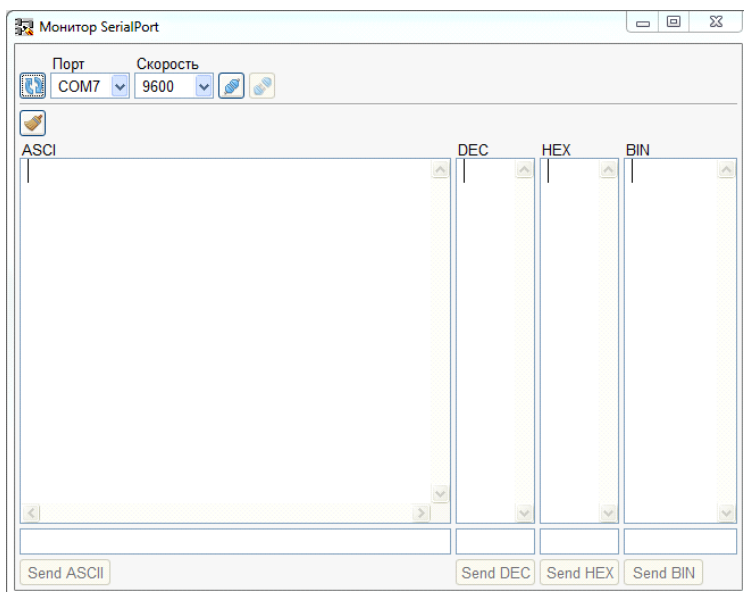 Монитор SerialPort
Порт Скорость
COM7 9600
ASCI DEC HEX BIN
Send ASCII Send DEC Send HEX Send BIN